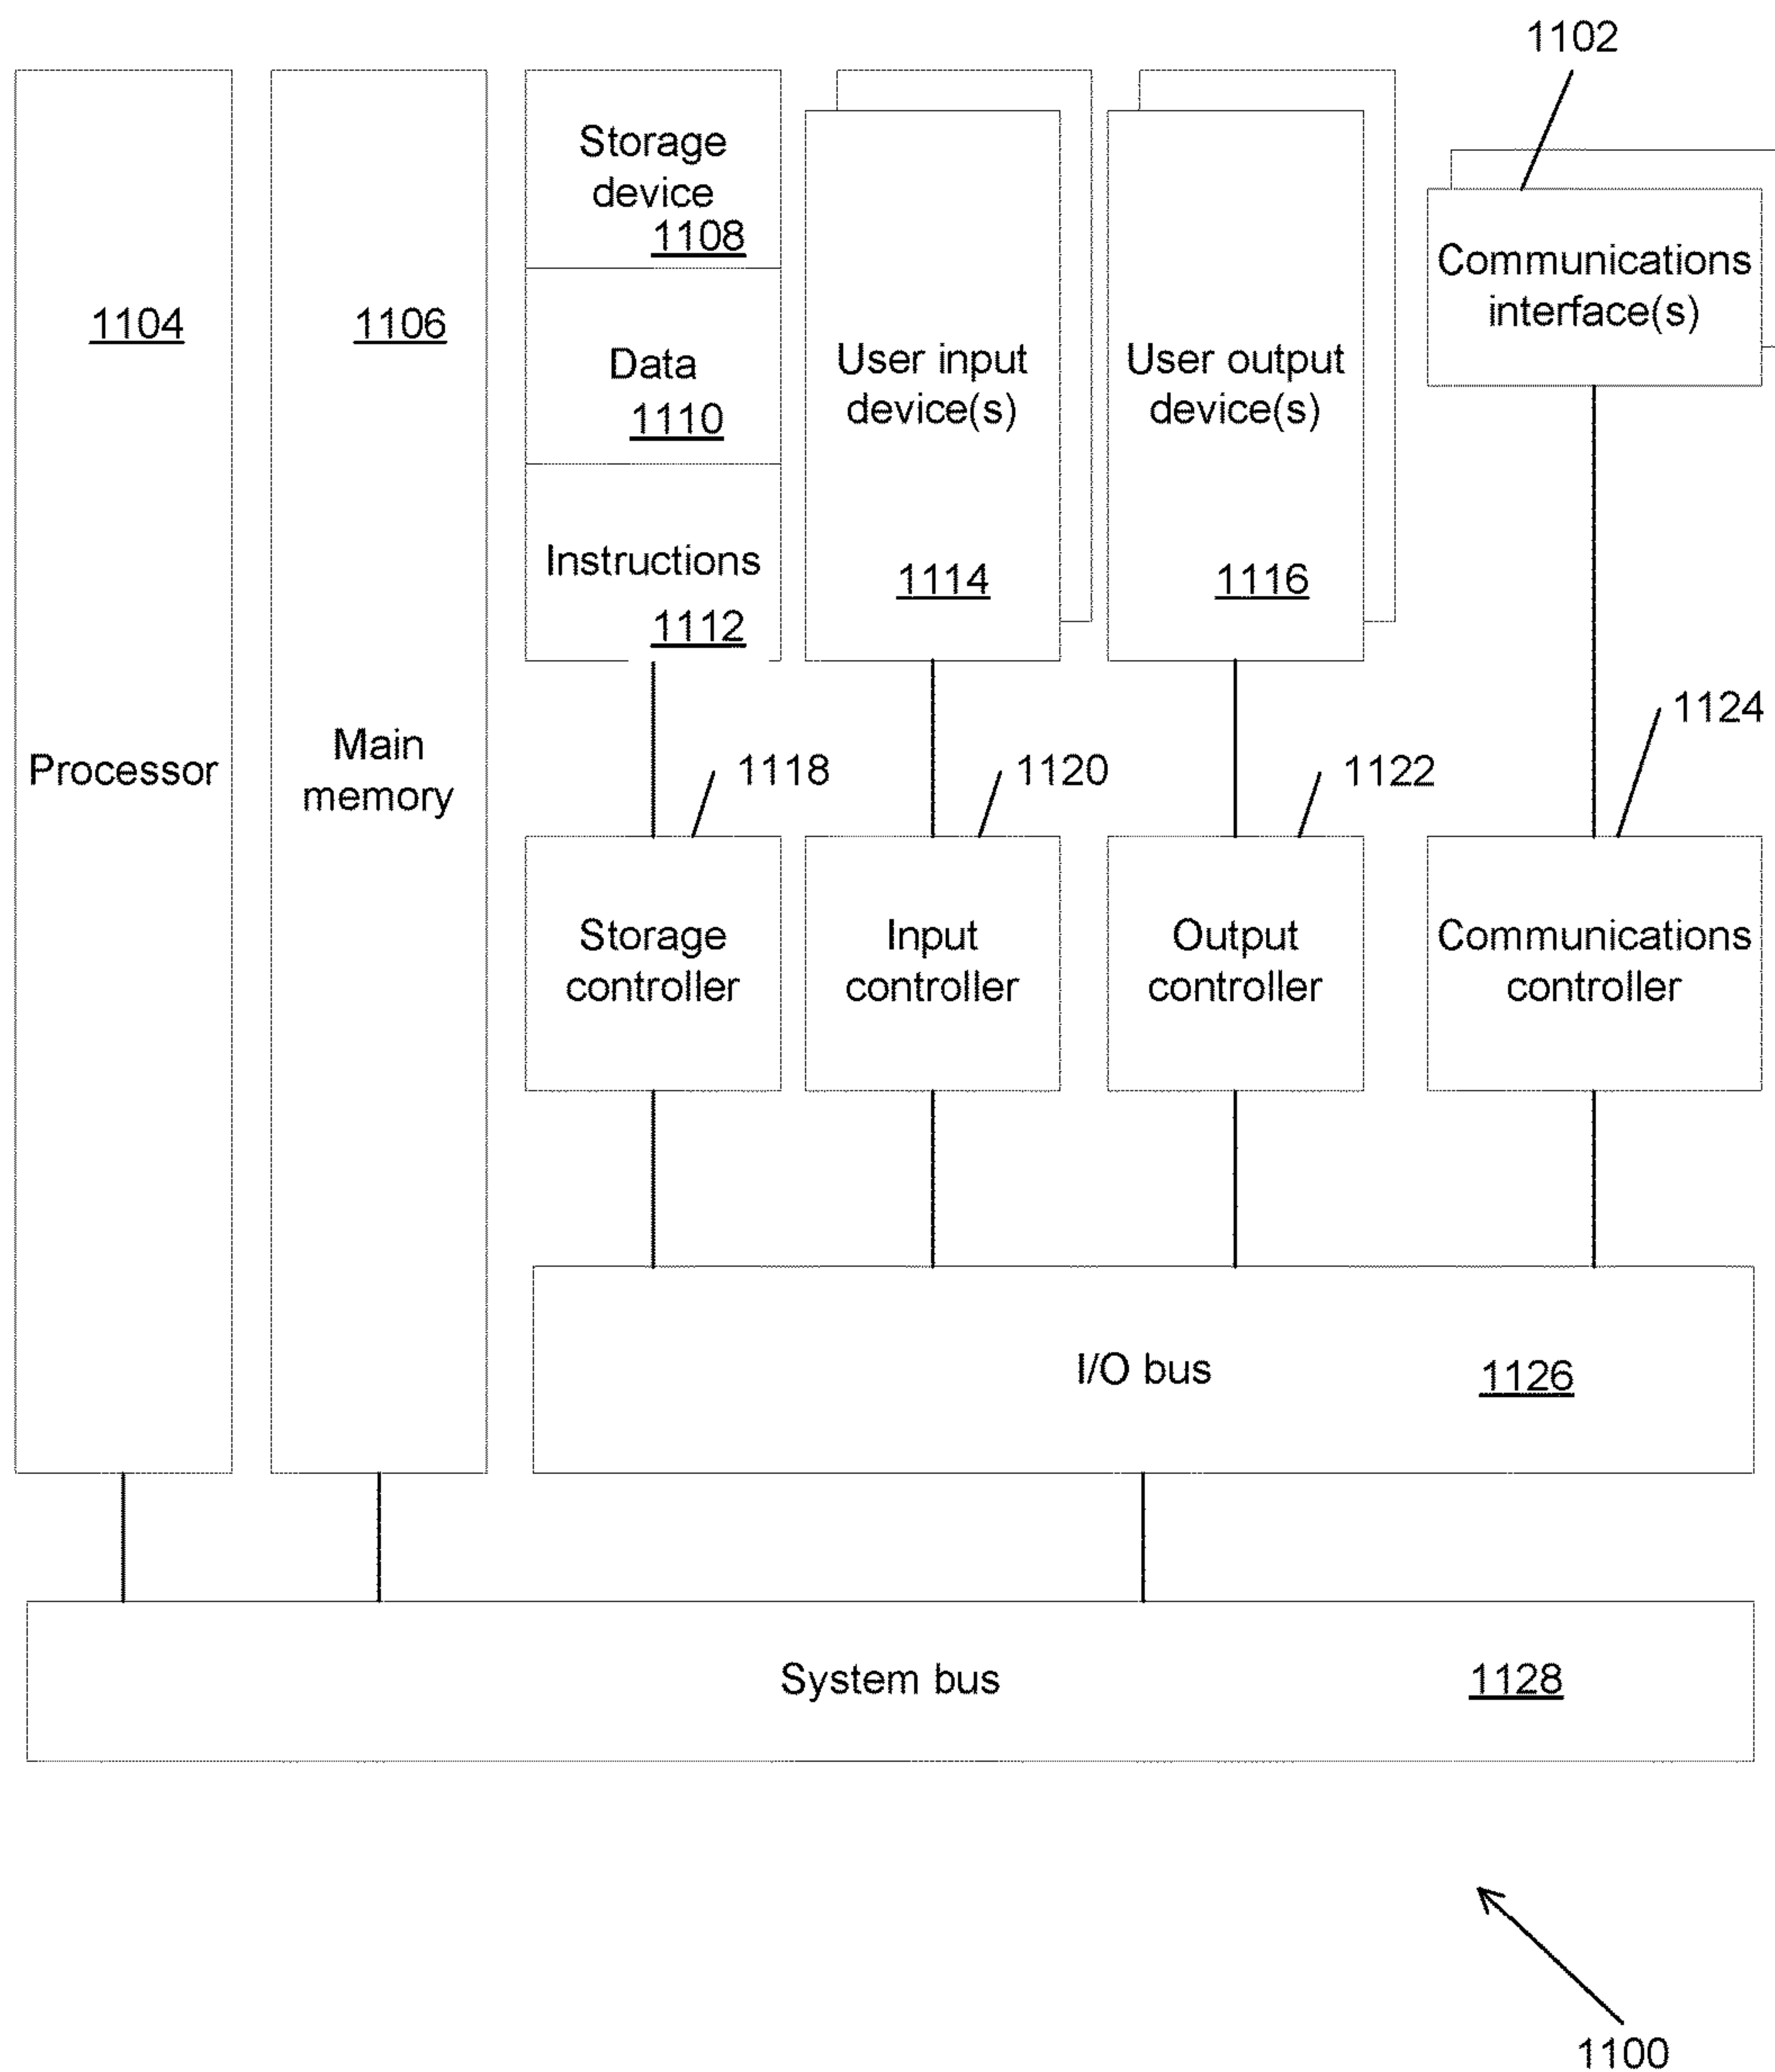 1102
Storage
device
1108
Communications
interface(s)
1104
1106
Data
1110
User input
device(s)
User output
device(s)
Instructions
1112
1114
1116
Processor
Main
memory
1118
1120
1122
1124
Storage
controller
Input
controller
Output
controller
Communications
controller
I/O bus
1126
System bus
1128
1100